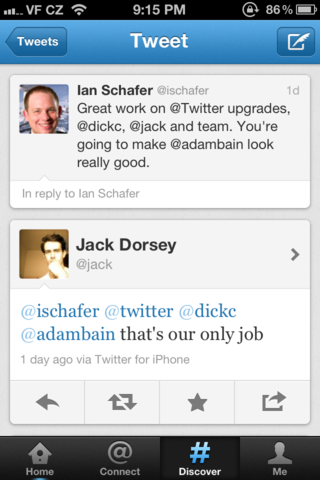 VF CZ 9:15 PM 86%
Tweets Tweet
Ian Schafer @ischafer 1d
Great work on @Twitter upgrades,
@dickc, @jack and team. You're
going to make @adambain look
really good.
In reply to Ian Schafer
Jack Dorsey
@jack
@ischafer @twitter @dickc
@adambain that's our only job
1 day ago via Twitter for iPhone
Home Connect Discover Me